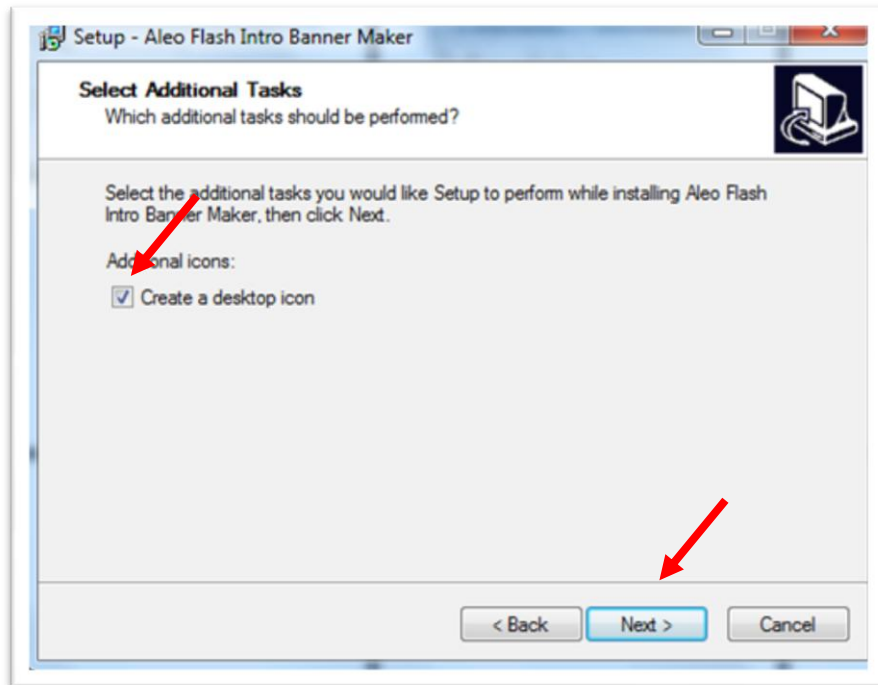 Setup - Aleo Flash Intro Banner Maker
Select Additional Tasks
Which additional tasks should be performed?
Select the additional tasks you would like Setup to perform while installing Aleo Flash
Intro Banner Maker, then click Next.
Additional icons:
Create a desktop icon
< Back
Next >
Cancel